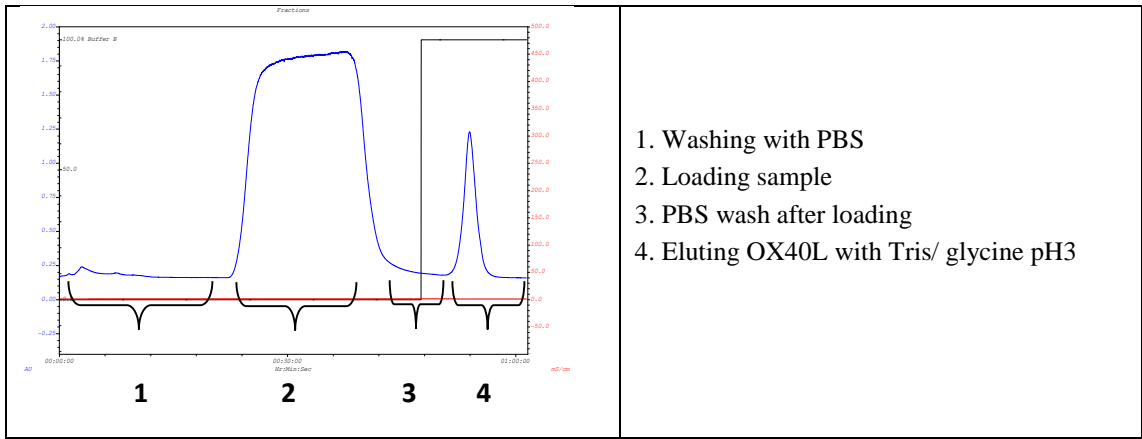 Fractions
2.00
1.75
1.50
1.25
1.00
0.75
0.50
0.25
0.00
-0.25
AU
100.0% Buffer B
50.0
500.0
450.0
400.0
350.0
300.0
250.0
200.0
150.0
100.0
50.0
0.0
-50.0
mS/cm
00:00:00
00:30:00
01:00:00
Hr:Min:Sec
1 2 3 4
1. Washing with PBS
2. Loading sample
3. PBS wash after loading
4. Eluting OX40L with Tris/ glycine pH3